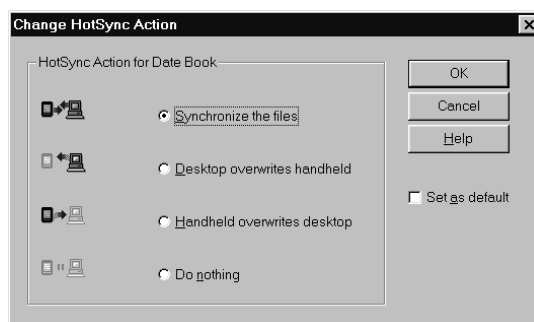 Change HotSync Action
HotSync Action for Date Book
Synchronize the files
Desktop overwrites handheld
Handheld overwrites desktop
Do nothing
OK
Cancel
Help
Set as default